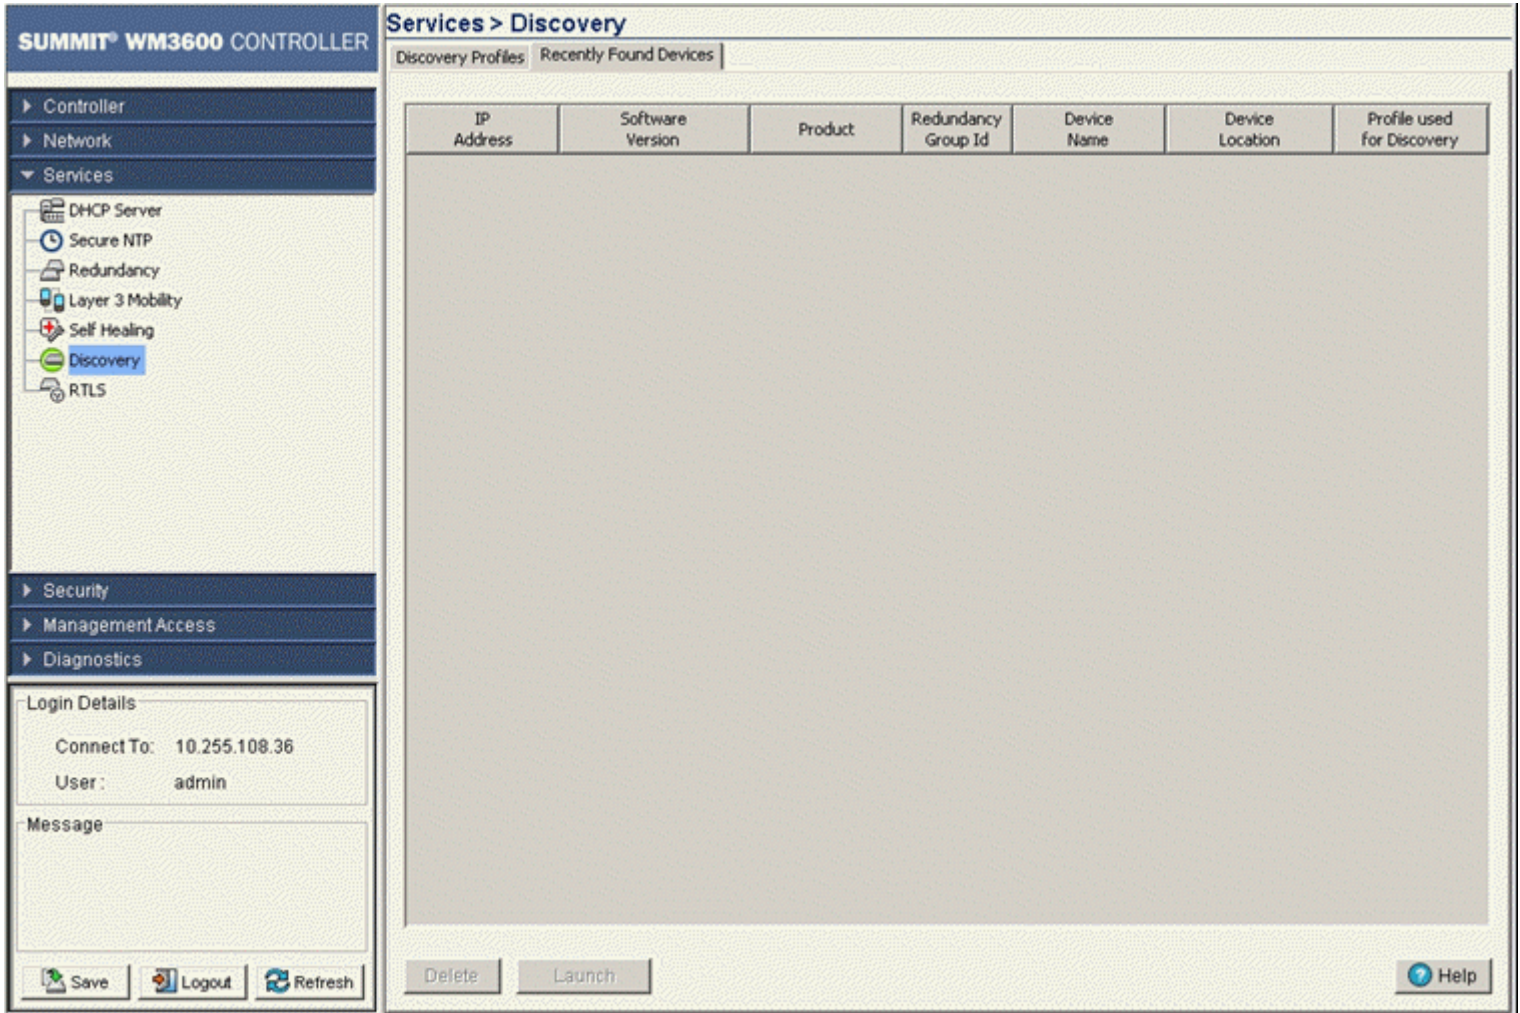 SUMMIT® WM3600 CONTROLLER
Controller
Network
Services
DHCP Server
Secure NTP
Redundancy
Layer 3 Mobility
Self Healing
Discovery
RTLS
Security
Management Access
Diagnostics
Login Details
Connect To: 10.255.108.36
User : admin
Message
Save Logout Refresh
Services > Discovery
Discovery Profiles Recently Found Devices
IP
Address
Software
Version
Product
Redundancy
Group Id
Device
Name
Device
Location
Profile used
for Discovery
Delete Launch Help